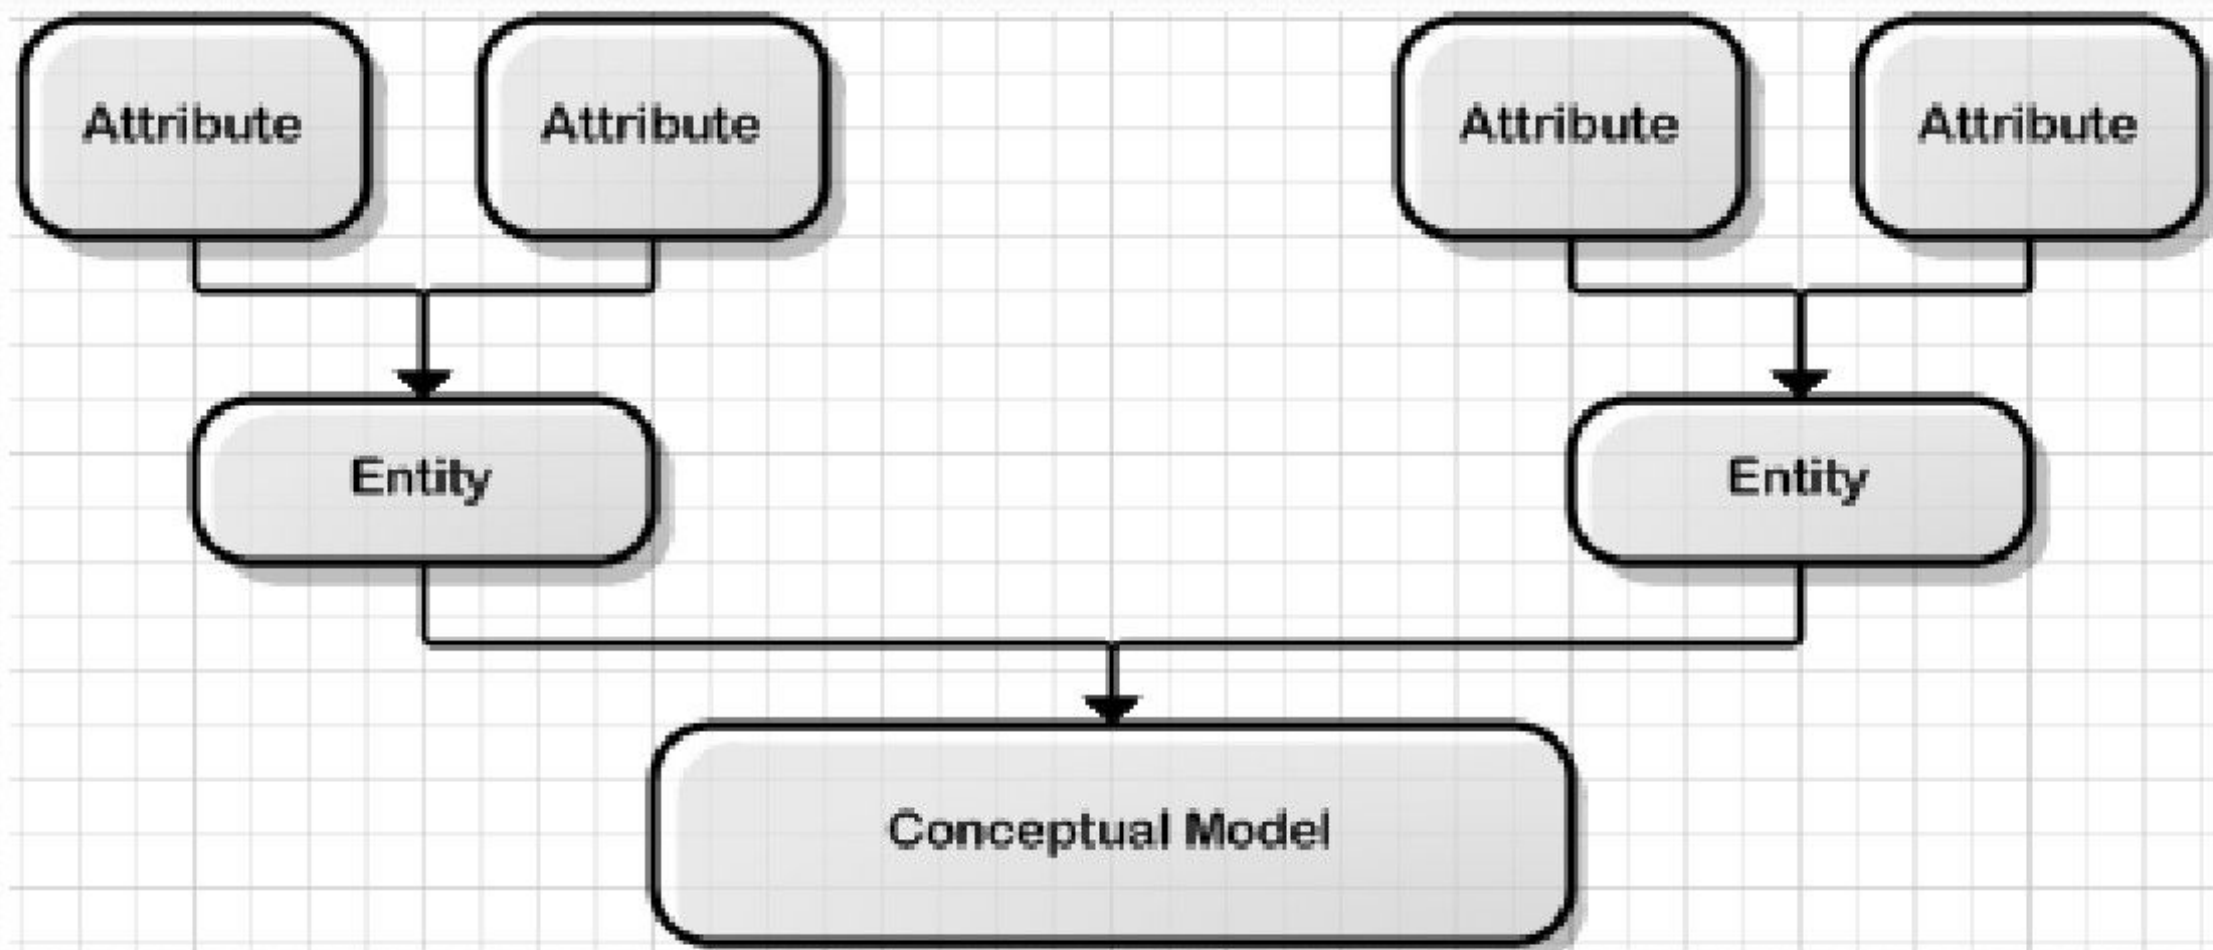 Attribute
Attribute
Attribute
Attribute
Entity
Entity
Conceptual Model